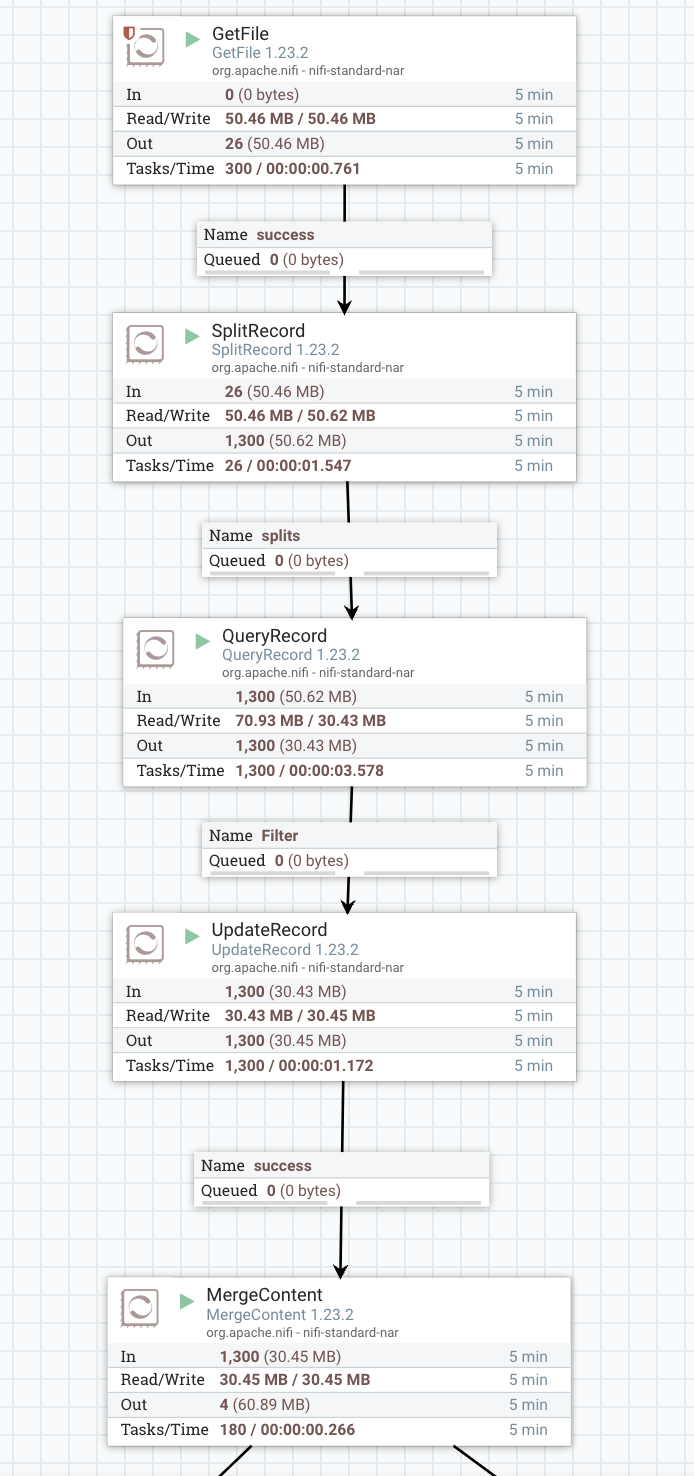 GetFile
GetFile 1.23.2
org.apache.nifi - nifi-standard-nar
In 0 (0 bytes) 5 min
Read/Write 50.46 MB / 50.46 MB 5 min
Out 26 (50.46 MB) 5 min
Tasks/Time 300 / 00:00:00.761 5 min
Name success
Queued 0 (0 bytes)
SplitRecord
SplitRecord 1.23.2
org.apache.nifi - nifi-standard-nar
In 26 (50.46 MB) 5 min
Read/Write 50.46 MB / 50.62 MB 5 min
Out 1,300 (50.62 MB) 5 min
Tasks/Time 26 / 00:00:01.547 5 min
Name splits
Queued 0 (0 bytes)
QueryRecord
QueryRecord 1.23.2
org.apache.nifi - nifi-standard-nar
In 1,300 (50.62 MB) 5 min
Read/Write 70.93 MB / 30.43 MB 5 min
Out 1,300 (30.43 MB) 5 min
Tasks/Time 1,300 / 00:00:03.578 5 min
Name Filter
Queued 0 (0 bytes)
UpdateRecord
UpdateRecord 1.23.2
org.apache.nifi - nifi-standard-nar
In 1,300 (30.43 MB) 5 min
Read/Write 30.43 MB / 30.45 MB 5 min
Out 1,300 (30.45 MB) 5 min
Tasks/Time 1,300 / 00:00:01.172 5 min
Name success
Queued 0 (0 bytes)
MergeContent
MergeContent 1.23.2
org.apache.nifi - nifi-standard-nar
In 1,300 (30.45 MB) 5 min
Read/Write 30.45 MB / 30.45 MB 5 min
Out 4 (60.89 MB) 5 min
Tasks/Time 180 / 00:00:00.266 5 min